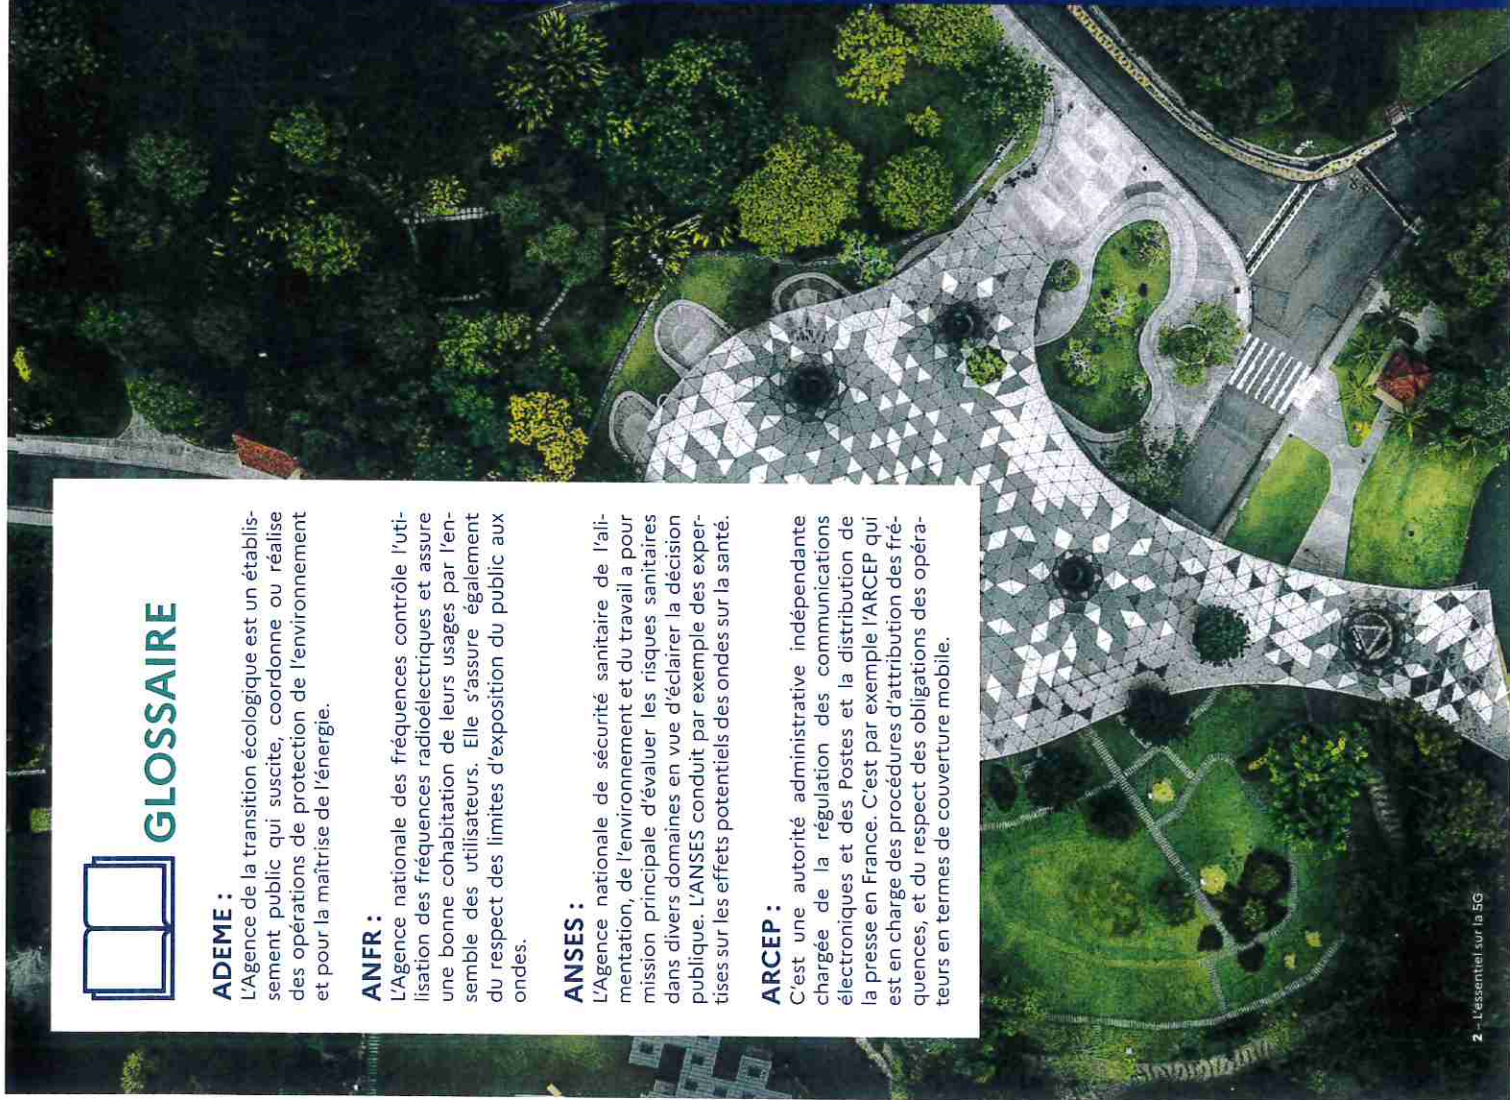 GLOSSAIRE
ADEME :
L'Agence de la transition écologique est un établis-
sement public qui suscite, coordonne ou réalise
des opérations de protection de l'environnement
et pour la maîtrise de l'énergie.
ANFR :
L'Agence nationale des fréquences contrôle l'uti-
lisation des fréquences radioélectriques et assure
une bonne cohabitation de leurs usages par l'en-
semble des utilisateurs. Elle s'assure également
du respect des limites d'exposition du public aux
ondes.
ANSES :
L'Agence nationale de sécurité sanitaire de l'ali-
mentation, de l'environnement et du travail a pour
mission principale d'évaluer les risques sanitaires
dans divers domaines en vue d'éclairer la décision
publique. L'ANSES conduit par exemple des exper-
tises sur les effets potentiels des ondes sur la santé.
ARCEP :
C'est une autorité administrative indépendante
chargée de la régulation des communications
électroniques et des Postes et la distribution de
la presse en France. C'est par exemple l'ARCEP qui
est en charge des procédures d'attribution des fré-
quences, et du respect des obligations des opéra-
teurs en termes de couverture mobile.
2 - L'essentiel sur la 5G